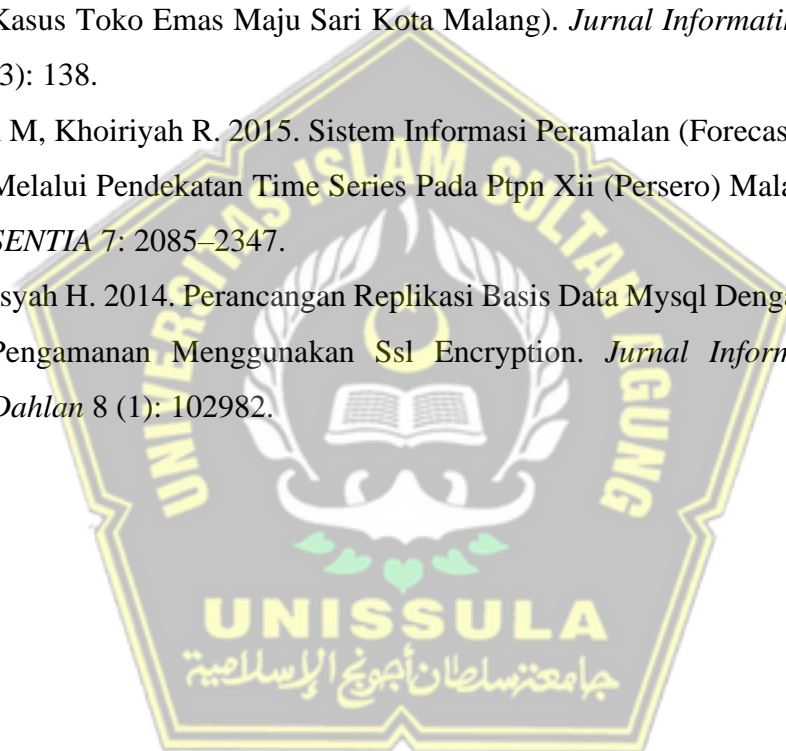 Kasus Toko Emas Maju Sari Kota Malang). Jurnal Informatik
3): 138.
M, Khoiriyah R. 2015. Sistem Informasi Peramalan (Forecas
Melalui Pendekatan Time Series Pada Ptpn Xii (Persero) Mala
SENTIA 7: 2085–2347.
syah H. 2014. Perancangan Replikasi Basis Data Mysql Denga
Pengamanan Menggunakan Ssl Encryption. Jurnal Inform
Dahlan 8 (1): 102982.
UNIVERSITAS ISLAM SULTAN AGUNG
UNISSULA
جامعتنسلطان أجونج الإسلامية